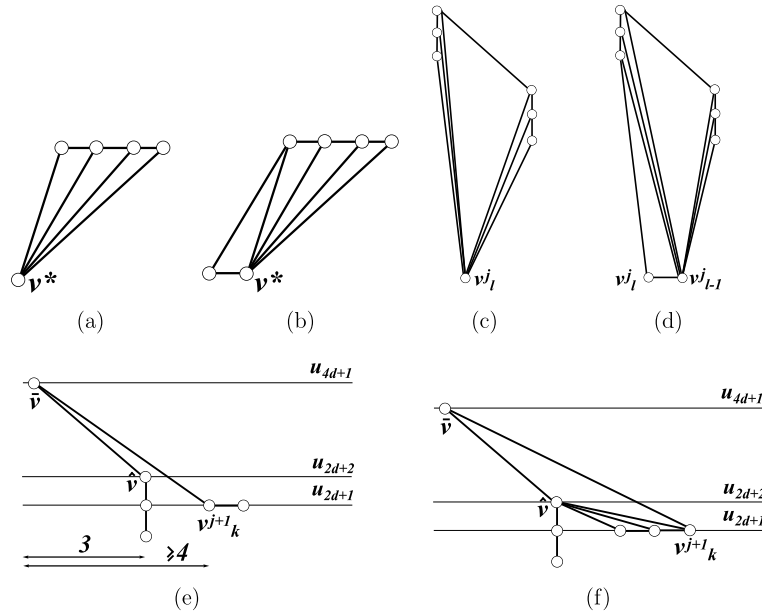 v*
v*
v^j_l
v^j_l v^j_{l-1}
(a) (b) (c) (d)
u_{4d+1}
v̄
u_{2d+2}
v̂
u_{2d+1}
v^{j+1}_k
3
⩾4
(e)
u_{4d+1}
v̄
u_{2d+2}
v̂
u_{2d+1}
v^{j+1}_k
(f)